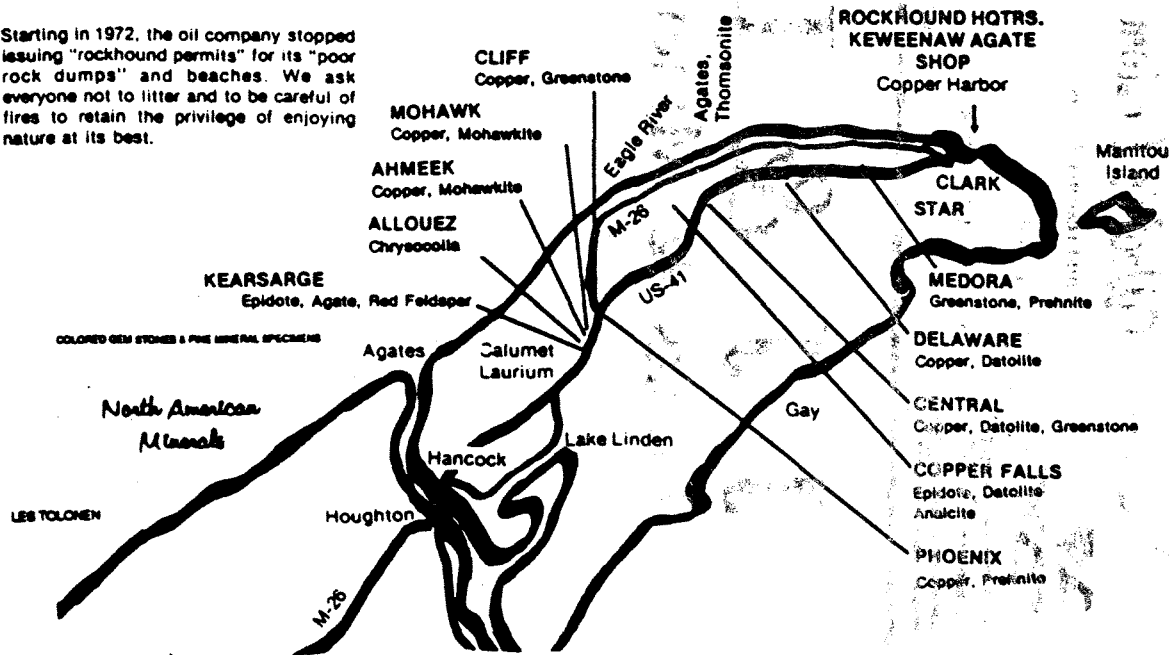 Starting in 1972, the oil company stopped
issuing "rockhound permits" for its "poor
rock dumps" and beaches. We ask
everyone not to litter and to be careful of
fires to retain the privilege of enjoying
nature at its best.
ROCKHOUND HQTRS.
KEWEENAW AGATE
SHOP
Copper Harbor
CLIFF
Copper, Greenstone
MOHAWK
Copper, Mohawkite
AHMEEK
Copper, Mohawkite
ALLOUEZ
Chrysocolla
KEARSARGE
Epidote, Agate, Red Feldspar
COLORED GEM STONES & FINE MINERAL SPECIMENS
Agates
North American
Minerals
LES TOLONEN
Eagle River
Agates,
Thomsonite
M-26
US-41
Calumet
Laurium
Lake Linden
Hancock
Houghton
M-26
Gay
Manitou
Island
CLARK
STAR
MEDORA
Greenstone, Prehnite
DELAWARE
Copper, Datolite
CENTRAL
Copper, Datolite, Greenstone
COPPER FALLS
Epidote, Datolite
Analcite
PHOENIX
Copper, Prehnite